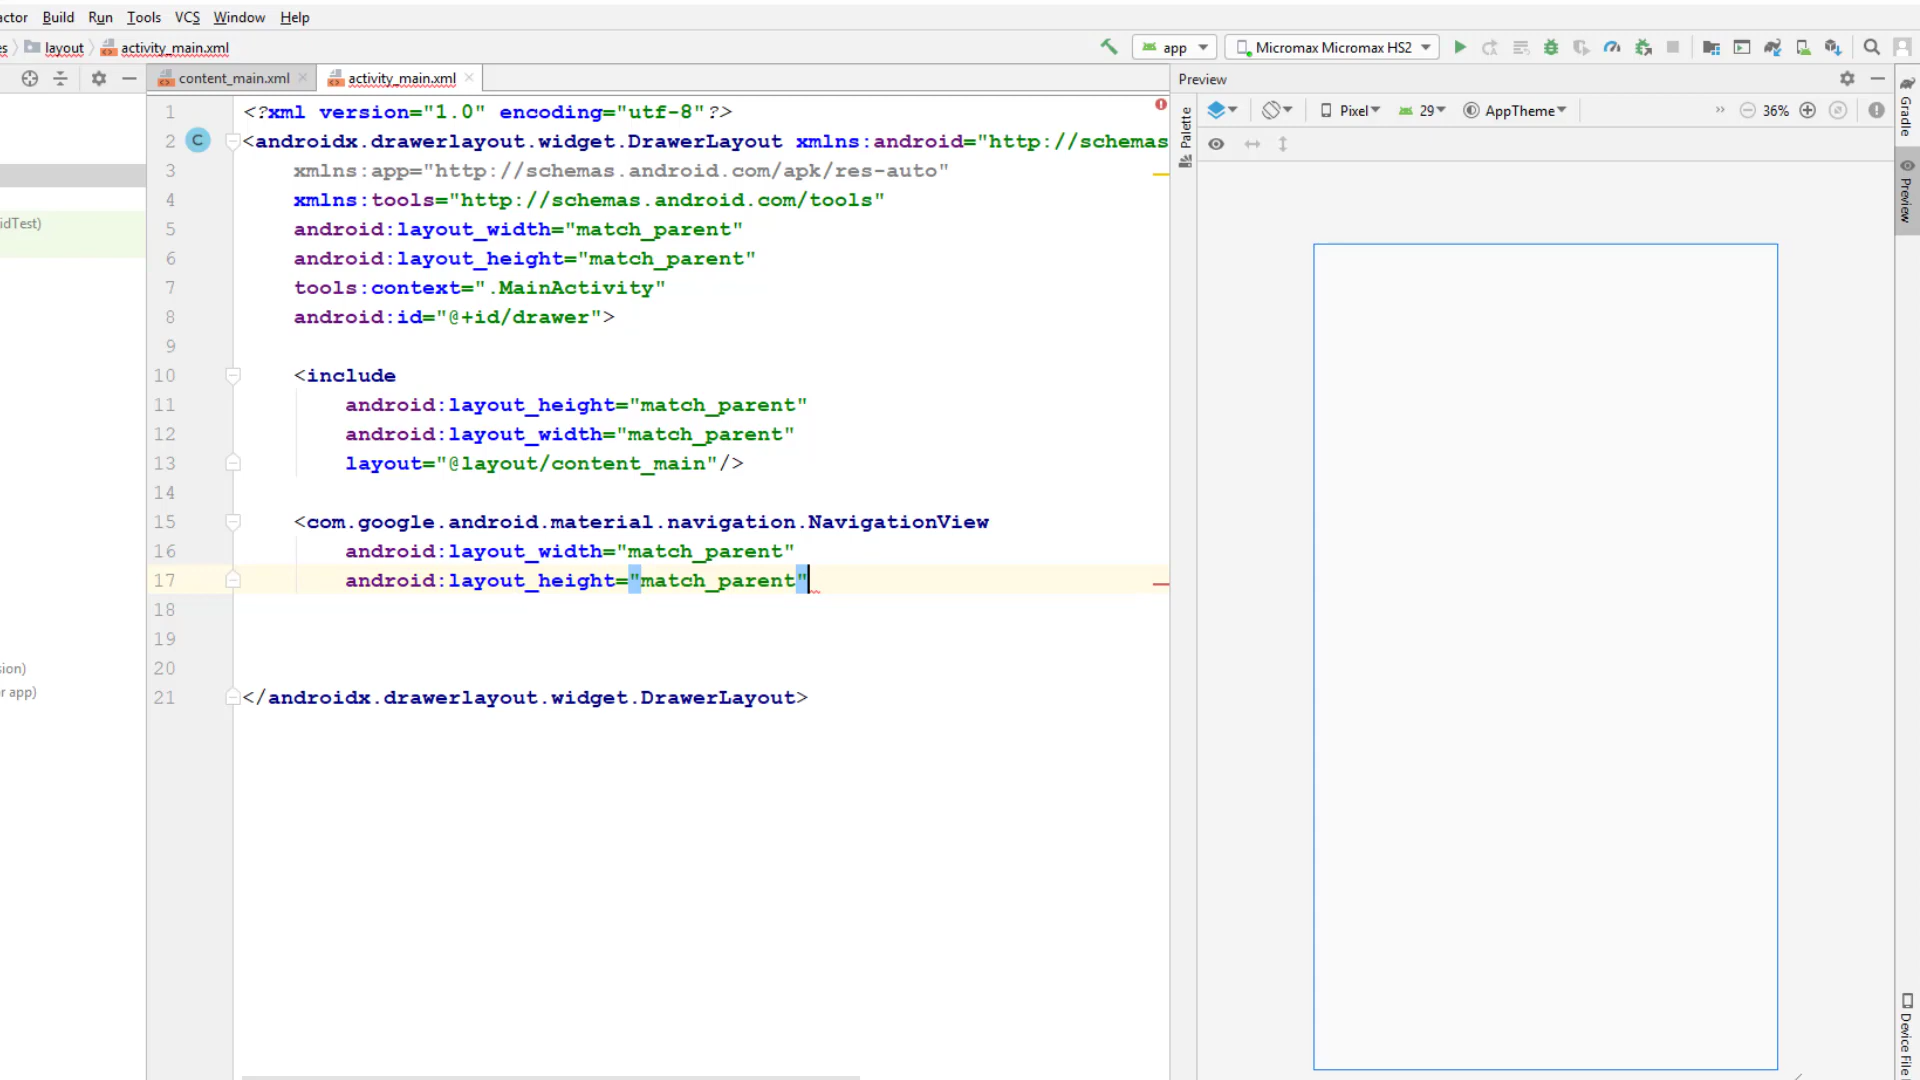 actor Build Run Tools VCS Window Help
es layout activity_main.xml app Micromax Micromax HS2
content_main.xml activity_main.xml Preview
Pixel 29 AppTheme 36%
Palette
Gradle
Preview
idTest)
sion)
r app)
1 <?xml version="1.0" encoding="utf-8"?>
2 C <androidx.drawerlayout.widget.DrawerLayout xmlns:android="http://schemas
3 xmlns:app="http://schemas.android.com/apk/res-auto"
4 xmlns:tools="http://schemas.android.com/tools"
5 android:layout_width="match_parent"
6 android:layout_height="match_parent"
7 tools:context=".MainActivity"
8 android:id="@+id/drawer">
9
10 <include
11 android:layout_height="match_parent"
12 android:layout_width="match_parent"
13 layout="@layout/content_main"/>
14
15 <com.google.android.material.navigation.NavigationView
16 android:layout_width="match_parent"
17 android:layout_height="match_parent"
18
19
20
21 </androidx.drawerlayout.widget.DrawerLayout>
Device File